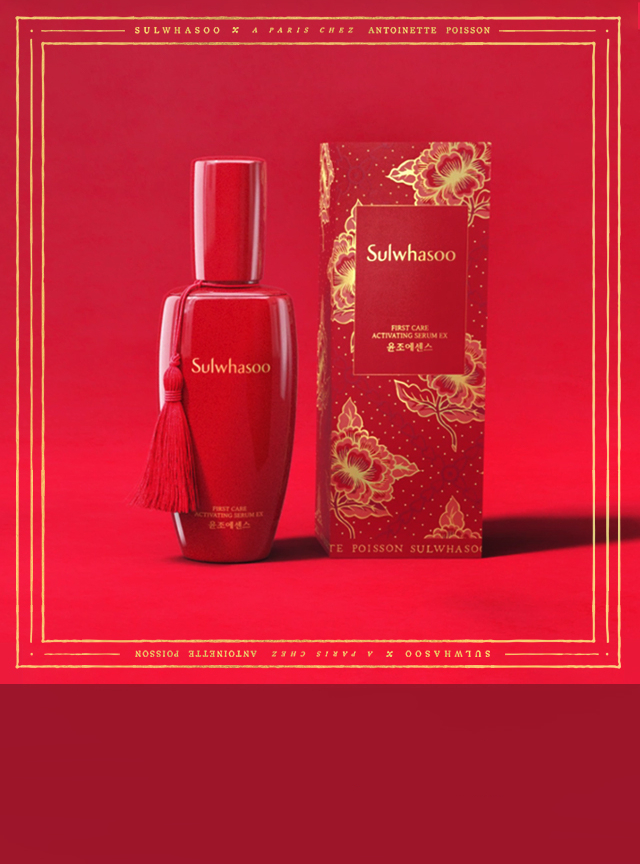 SULWHASOO X A PARIS CHEZ ANTOINETTE POISSON
Sulwhasoo
FIRST CARE
ACTIVATING SERUM EX
윤조에센스
TE POISSON SULWHASOO
Sulwhasoo
FIRST CARE
ACTIVATING SERUM EX
윤조에센스
SULWHASOO X A PARIS CHEZ ANTOINETTE POISSON